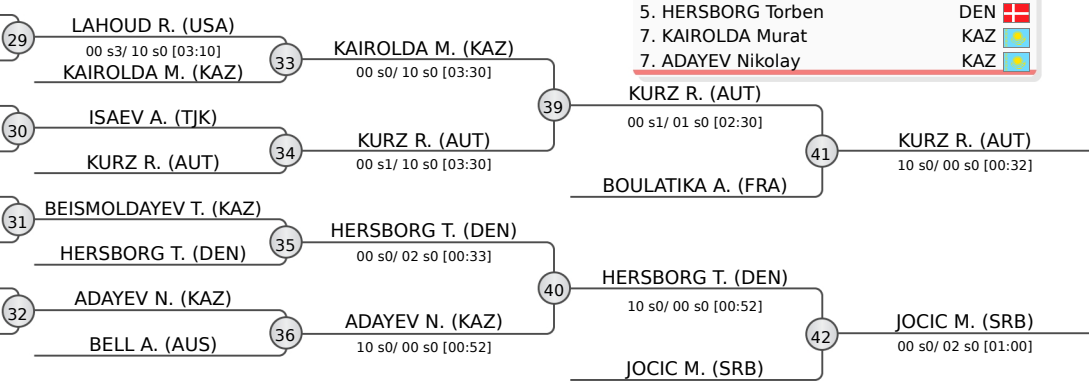 5. HERSBORG Torben DEN
7. KAIROLDA Murat KAZ
7. ADAYEV Nikolay KAZ
29
LAHOUD R. (USA)
00 s3/ 10 s0 [03:10]
KAIROLDA M. (KAZ)
33
KAIROLDA M. (KAZ)
00 s0/ 10 s0 [03:30]
30
ISAEV A. (TJK)
KURZ R. (AUT)
34
KURZ R. (AUT)
00 s1/ 10 s0 [03:30]
39
KURZ R. (AUT)
00 s1/ 01 s0 [02:30]
BOULATIKA A. (FRA)
41
KURZ R. (AUT)
10 s0/ 00 s0 [00:32]
31
BEISMOLDAYEV T. (KAZ)
HERSBORG T. (DEN)
35
HERSBORG T. (DEN)
00 s0/ 02 s0 [00:33]
32
ADAYEV N. (KAZ)
BELL A. (AUS)
36
ADAYEV N. (KAZ)
10 s0/ 00 s0 [00:52]
40
HERSBORG T. (DEN)
10 s0/ 00 s0 [00:52]
JOCIC M. (SRB)
42
JOCIC M. (SRB)
00 s0/ 02 s0 [01:00]